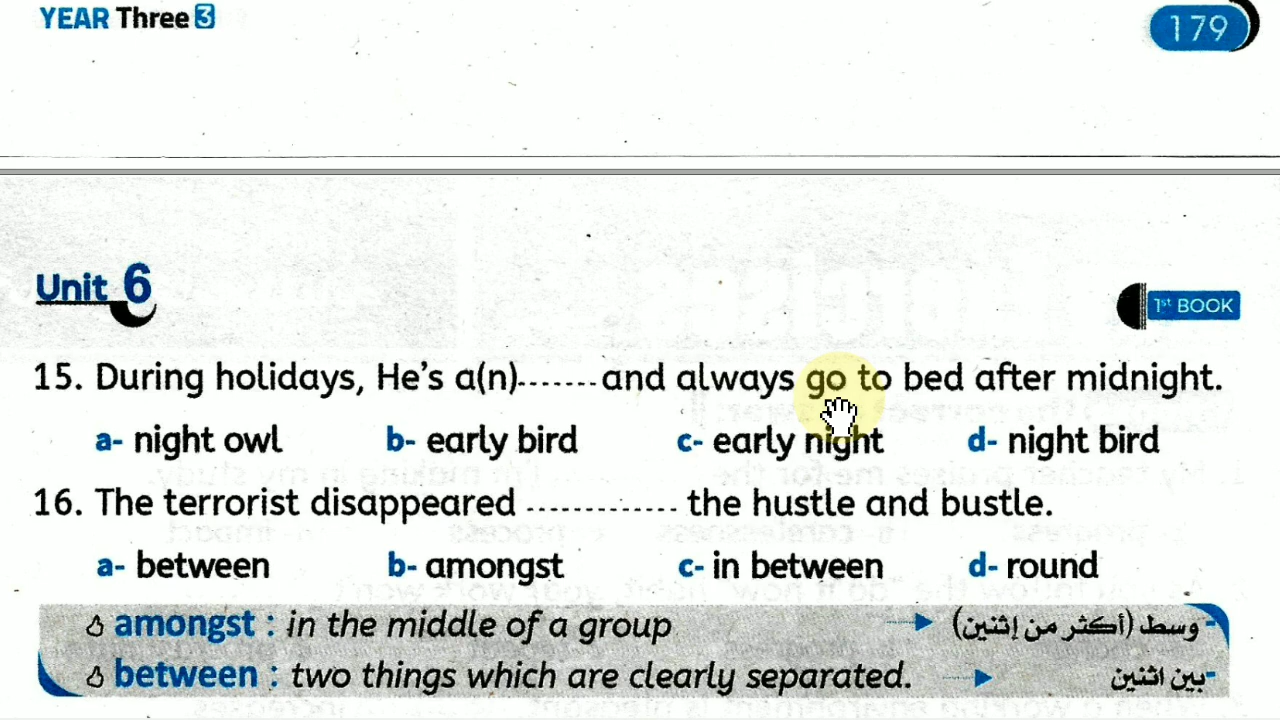 YEAR Three 3
179
Unit 6
1st BOOK
15. During holidays, He's a(n)------- and always go to bed after midnight.
a- night owl b- early bird c- early night d- night bird
16. The terrorist disappeared ------------- the hustle and bustle.
a- between b- amongst c- in between d- round
amongst : in the middle of a group - وسط (أكثر من إثنين)
between : two things which are clearly separated. -بين اثنين